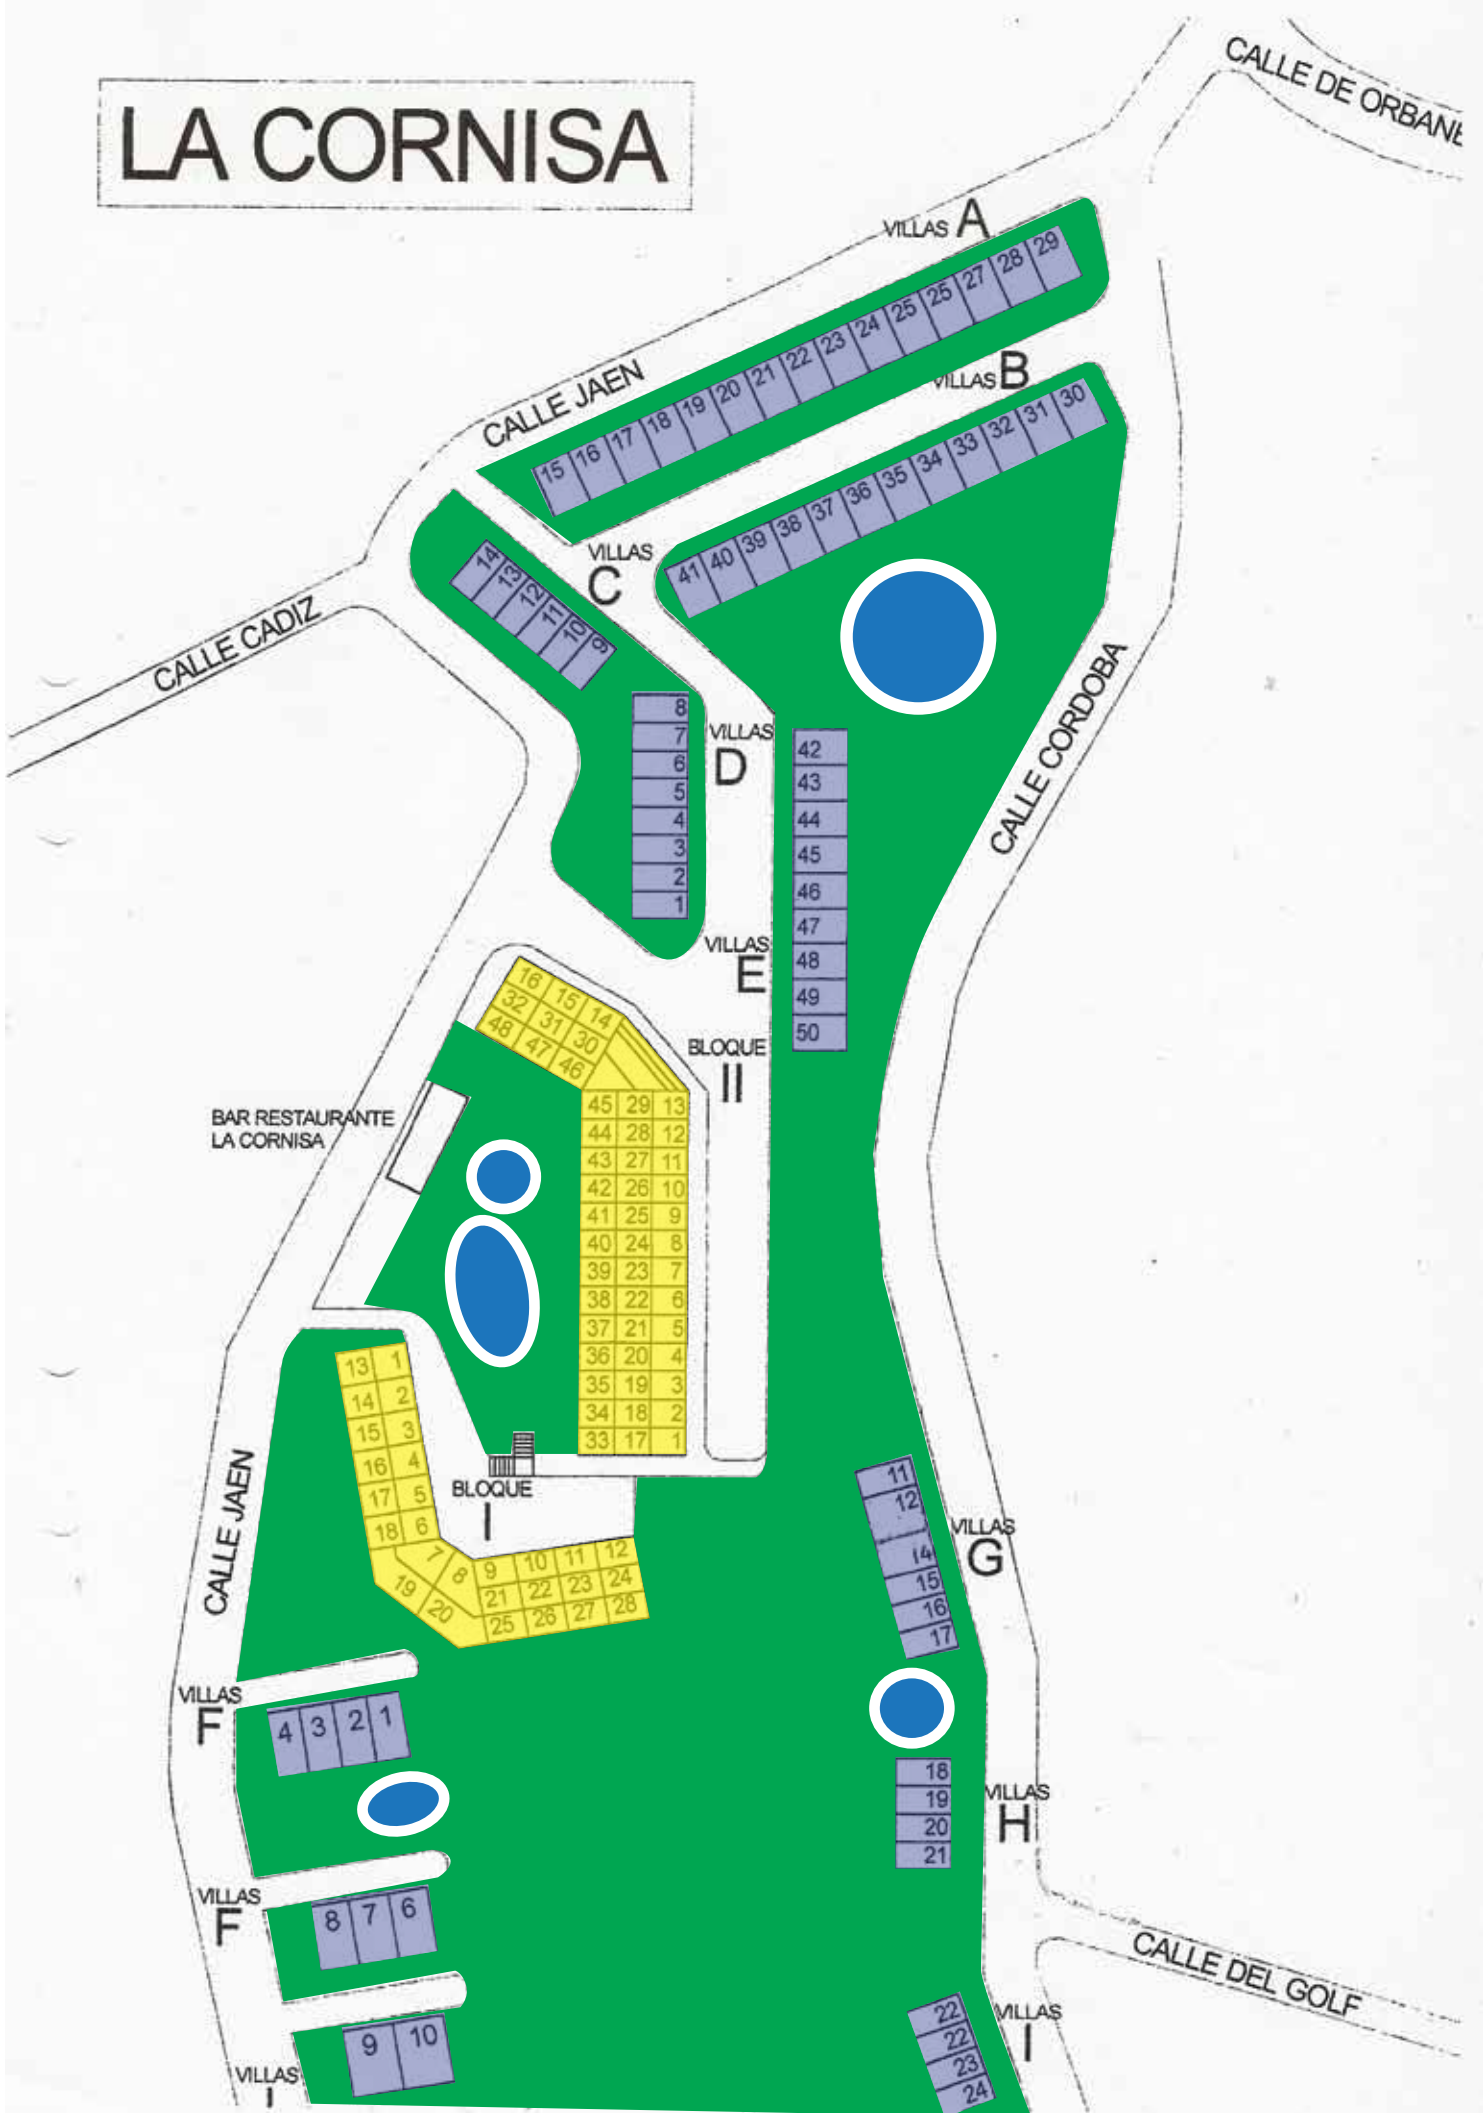 CALLE DE ORBANE
LA CORNISA
VILLAS A
15 16 17 18 19 20 21 22 23 24 25 25 27 28 29
CALLE JAEN
VILLAS B
41 40 39 38 37 36 35 34 33 32 31 30
VILLAS
C
14 13 12 11 10 9
CALLE CADIZ
CALLE CORDOBA
8
7
6
5
4
3
2
1
VILLAS
D
42
43
44
45
46
47
48
49
50
VILLAS
E
16 15 14
32 31 30
48 47 46
BLOQUE
II
BAR RESTAURANTE
LA CORNISA
45 29 13
44 28 12
43 27 11
42 26 10
41 25 9
40 24 8
39 23 7
38 22 6
37 21 5
36 20 4
35 19 3
34 18 2
33 17 1
13 1
14 2
15 3
16 4
17 5
18 6
7 8
19 20
9 10 11 12
21 22 23 24
25 26 27 28
BLOQUE
I
CALLE JAEN
11
12
14
15
16
17
VILLAS
G
VILLAS
F
4 3 2 1
18
19
20
21
VILLAS
H
VILLAS
F
8 7 6
CALLE DEL GOLF
9 10
VILLAS
I
22
22
23
24
VILLAS
I